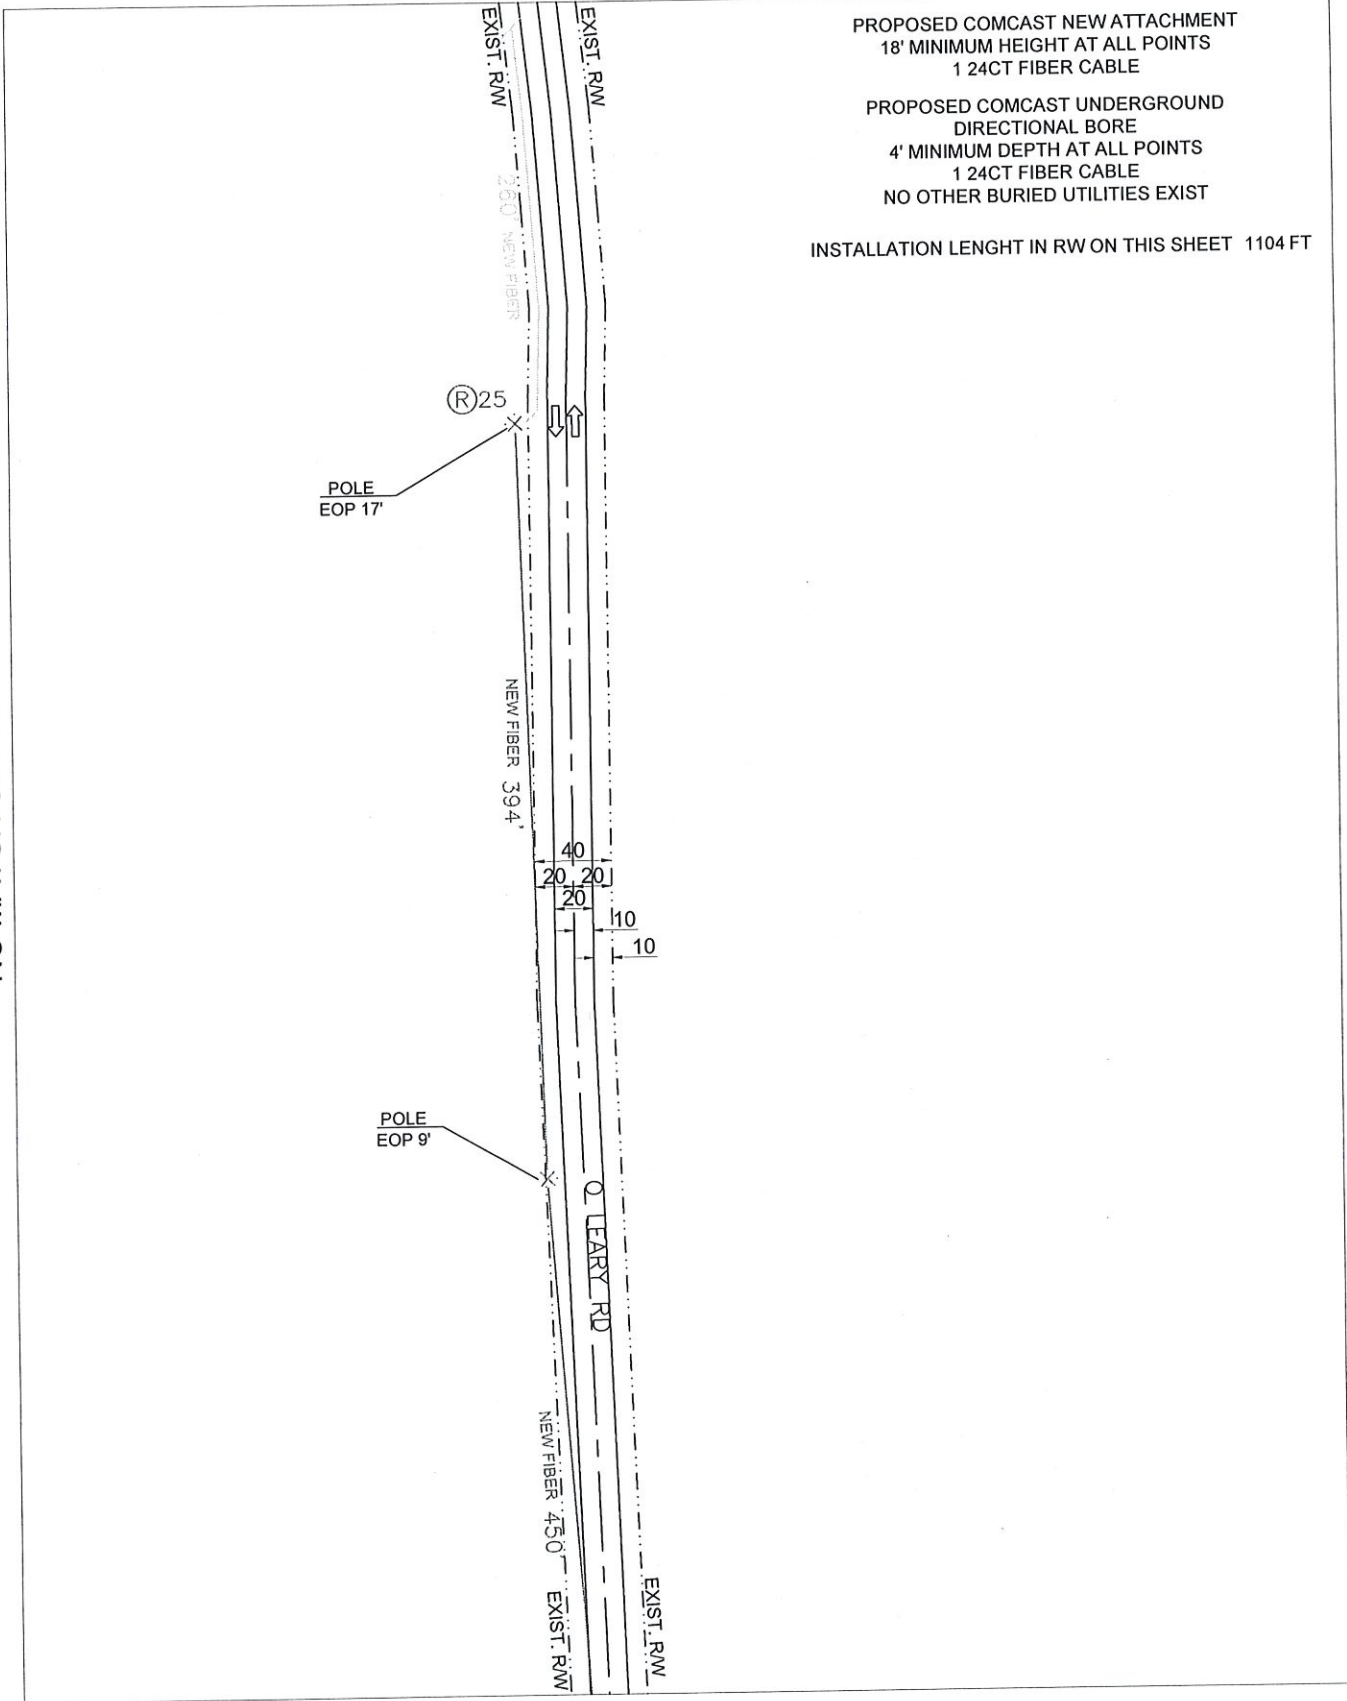 PROPOSED COMCAST NEW ATTACHMENT
18' MINIMUM HEIGHT AT ALL POINTS
1 24CT FIBER CABLE
PROPOSED COMCAST UNDERGROUND
DIRECTIONAL BORE
4' MINIMUM DEPTH AT ALL POINTS
1 24CT FIBER CABLE
NO OTHER BURIED UTILITIES EXIST
INSTALLATION LENGHT IN RW ON THIS SHEET 1104 FT
EXIST. R/W
EXIST. R/W
260' NEW FIBER
R 25
POLE
EOP 17'
NEW FIBER 394'
40
20 20
20
10
10
POLE
EOP 9'
O LEARY RD
NEW FIBER 450'
EXIST. R/W
EXIST. R/W